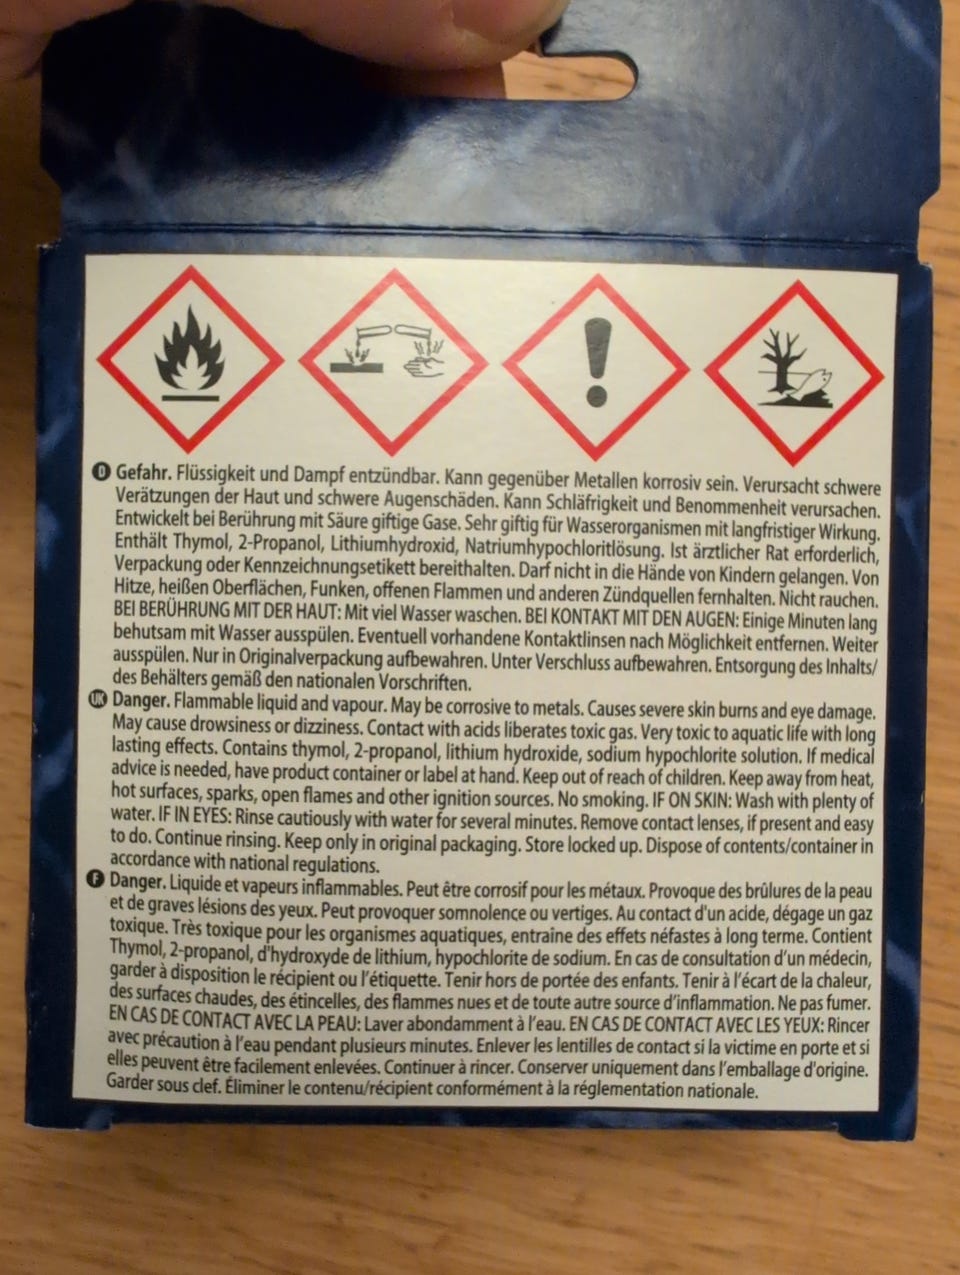 D Gefahr. Flüssigkeit und Dampf entzündbar. Kann gegenüber Metallen korrosiv sein. Verursacht schwere
Verätzungen der Haut und schwere Augenschäden. Kann Schläfrigkeit und Benommenheit verursachen.
Entwickelt bei Berührung mit Säure giftige Gase. Sehr giftig für Wasserorganismen mit langfristiger Wirkung.
Enthält Thymol, 2-Propanol, Lithiumhydroxid, Natriumhypochloritlösung. Ist ärztlicher Rat erforderlich,
Verpackung oder Kennzeichnungsetikett bereithalten. Darf nicht in die Hände von Kindern gelangen. Von
Hitze, heißen Oberflächen, Funken, offenen Flammen und anderen Zündquellen fernhalten. Nicht rauchen.
BEI BERÜHRUNG MIT DER HAUT: Mit viel Wasser waschen. BEI KONTAKT MIT DEN AUGEN: Einige Minuten lang
behutsam mit Wasser ausspülen. Eventuell vorhandene Kontaktlinsen nach Möglichkeit entfernen. Weiter
ausspülen. Nur in Originalverpackung aufbewahren. Unter Verschluss aufbewahren. Entsorgung des Inhalts/
des Behälters gemäß den nationalen Vorschriften.
UK Danger. Flammable liquid and vapour. May be corrosive to metals. Causes severe skin burns and eye damage.
May cause drowsiness or dizziness. Contact with acids liberates toxic gas. Very toxic to aquatic life with long
lasting effects. Contains thymol, 2-propanol, lithium hydroxide, sodium hypochlorite solution. If medical
advice is needed, have product container or label at hand. Keep out of reach of children. Keep away from heat,
hot surfaces, sparks, open flames and other ignition sources. No smoking. IF ON SKIN: Wash with plenty of
water. IF IN EYES: Rinse cautiously with water for several minutes. Remove contact lenses, if present and easy
to do. Continue rinsing. Keep only in original packaging. Store locked up. Dispose of contents/container in
accordance with national regulations.
F Danger. Liquide et vapeurs inflammables. Peut être corrosif pour les métaux. Provoque des brûlures de la peau
et de graves lésions des yeux. Peut provoquer somnolence ou vertiges. Au contact d'un acide, dégage un gaz
toxique. Très toxique pour les organismes aquatiques, entraîne des effets néfastes à long terme. Contient
Thymol, 2-propanol, d'hydroxyde de lithium, hypochlorite de sodium. En cas de consultation d'un médecin,
garder à disposition le récipient ou l'étiquette. Tenir hors de portée des enfants. Tenir à l'écart de la chaleur,
des surfaces chaudes, des étincelles, des flammes nues et de toute autre source d'inflammation. Ne pas fumer.
EN CAS DE CONTACT AVEC LA PEAU: Laver abondamment à l'eau. EN CAS DE CONTACT AVEC LES YEUX: Rincer
avec précaution à l'eau pendant plusieurs minutes. Enlever les lentilles de contact si la victime en porte et si
elles peuvent être facilement enlevées. Continuer à rincer. Conserver uniquement dans l'emballage d'origine.
Garder sous clef. Éliminer le contenu/récipient conformément à la réglementation nationale.